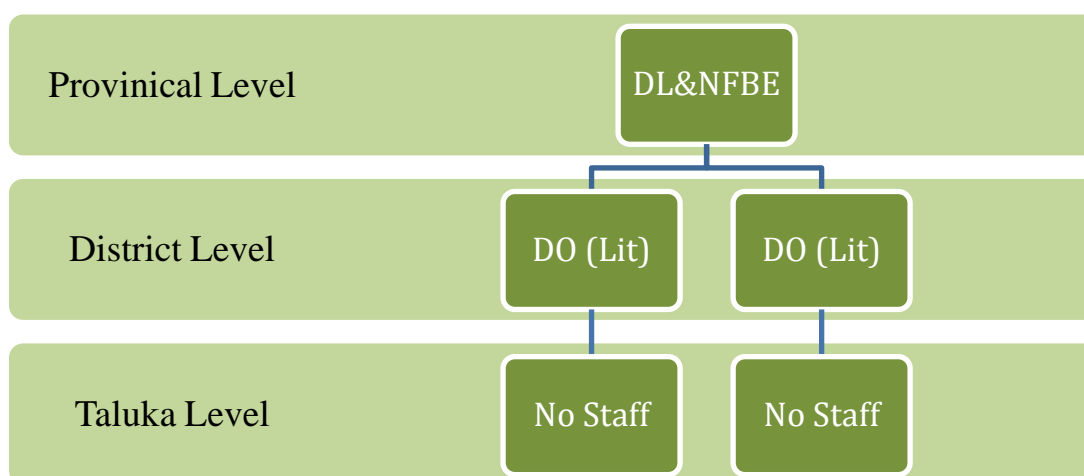 Provinical Level
DL&NFBE
District Level
DO (Lit)
DO (Lit)
Taluka Level
No Staff
No Staff